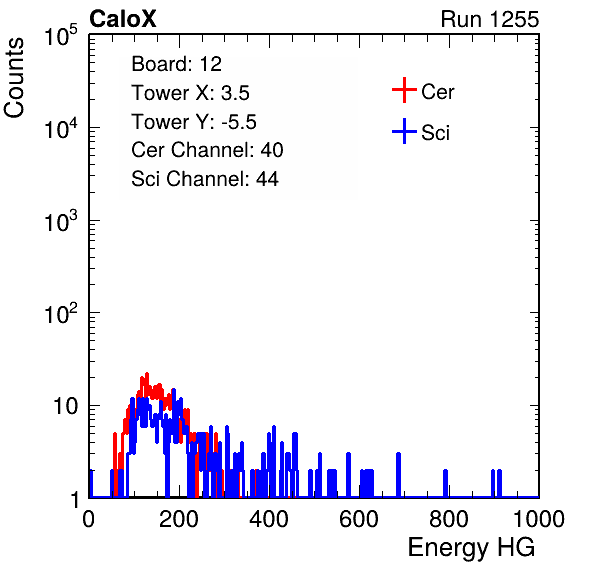 CaloX Run 1255
Counts
10^5
10^4
10^3
10^2
10
1
Board: 12
Tower X: 3.5
Tower Y: -5.5
Cer Channel: 40
Sci Channel: 44
Cer
Sci
0 200 400 600 800 1000
Energy HG